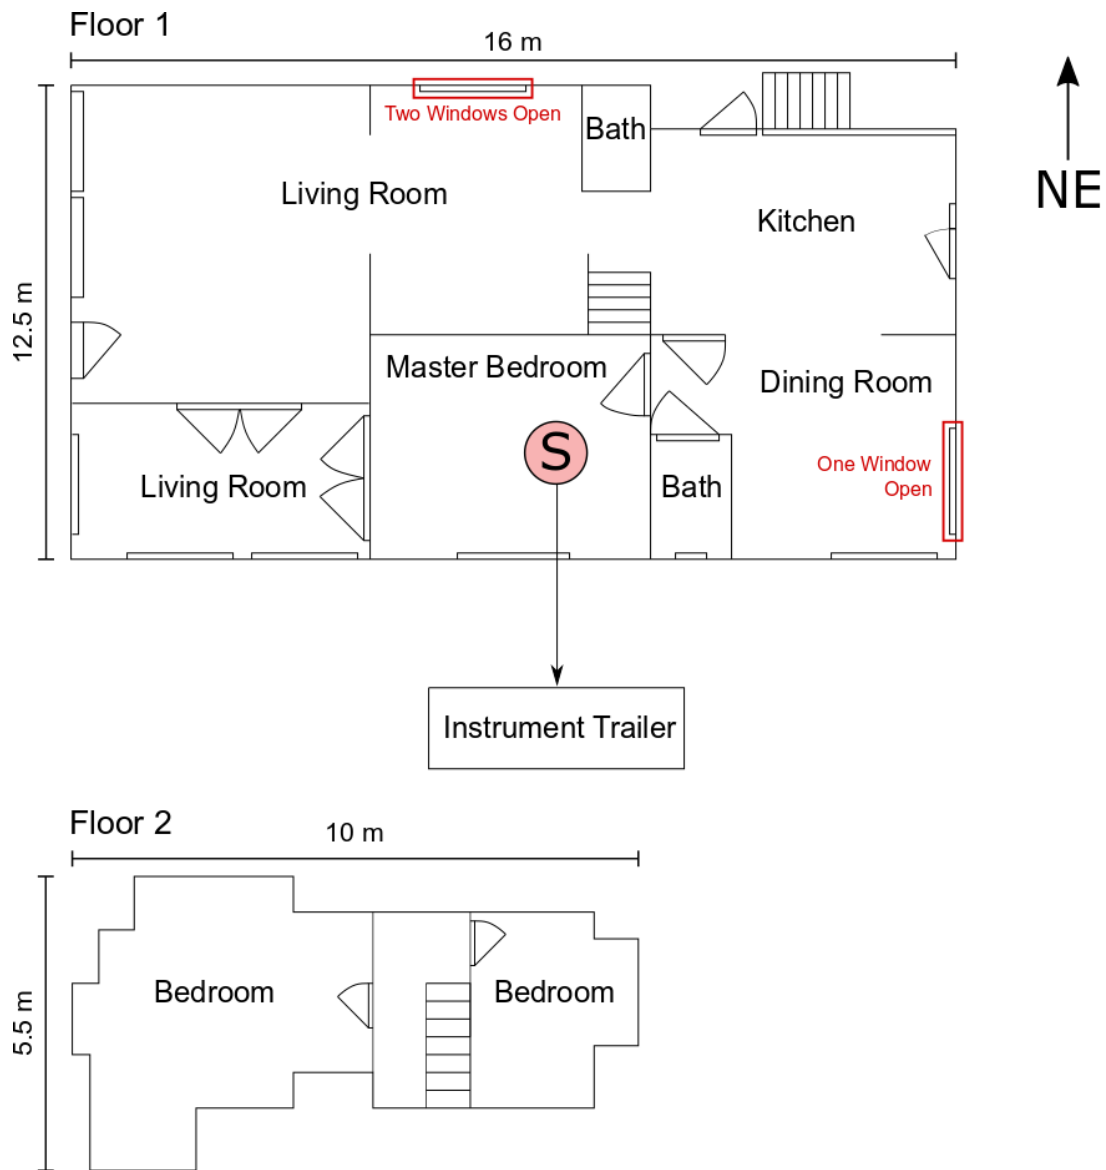 Floor 1
16 m
Two Windows Open
Bath
NE
Living Room
Kitchen
12.5 m
Master Bedroom
Dining Room
S
One Window
Open
Living Room
Bath
Instrument Trailer
Floor 2
10 m
Bedroom
Bedroom
5.5 m